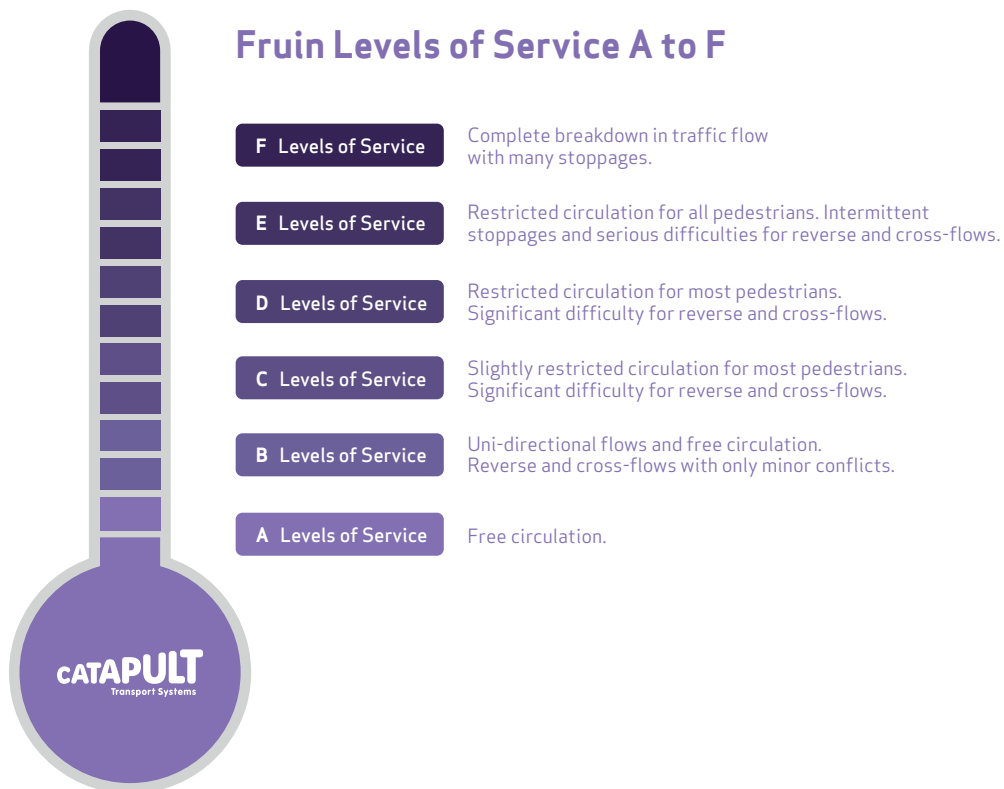 Fruin Levels of Service A to F
F Levels of Service
Complete breakdown in traffic flow
with many stoppages.
E Levels of Service
Restricted circulation for all pedestrians. Intermittent
stoppages and serious difficulties for reverse and cross-flows.
D Levels of Service
Restricted circulation for most pedestrians.
Significant difficulty for reverse and cross-flows.
C Levels of Service
Slightly restricted circulation for most pedestrians.
Significant difficulty for reverse and cross-flows.
B Levels of Service
Uni-directional flows and free circulation.
Reverse and cross-flows with only minor conflicts.
A Levels of Service
Free circulation.
CATAPULT
Transport Systems